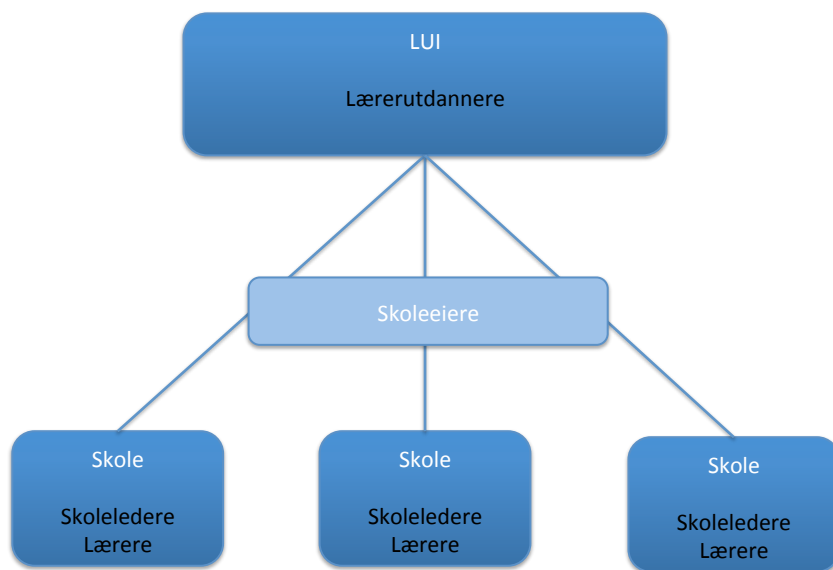 LUI
Lærerutdannere
Skoleeiere
Skole
Skoleledere
Lærere
Skole
Skoleledere
Lærere
Skole
Skoleledere
Lærere